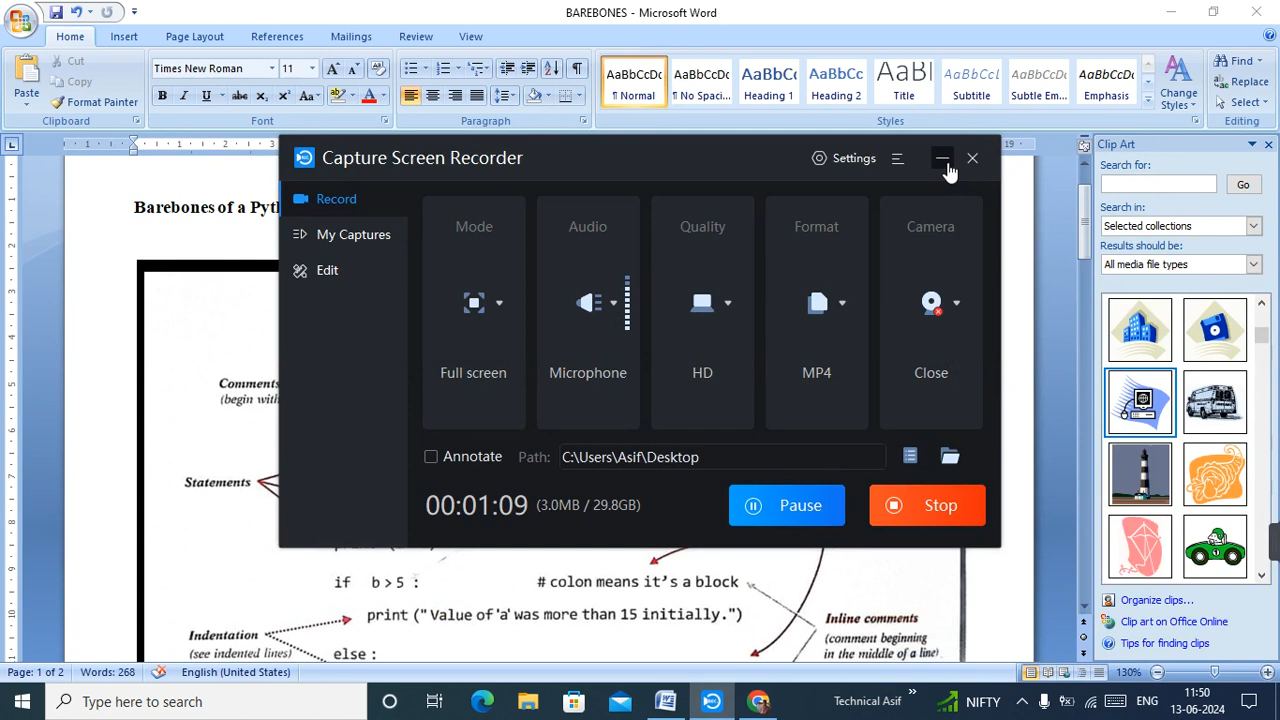 BAREBONES - Microsoft Word
Home Insert Page Layout References Mailings Review View
Paste
Cut
Copy
Format Painter
Clipboard
Times New Roman 11
B I U abc x₂ x² Aa
Font
Paragraph
AaBbCcDc AaBbCcDc AaBbCc AaBbCc AaBl AaBbCc. AaBbCcDc AaBbCcDc
¶ Normal ¶ No Spaci... Heading 1 Heading 2 Title Subtitle Subtle Em... Emphasis
Change Styles
Styles
Find
Replace
Select
Editing
Barebones of a Pyt
Comments
(begin with
Statements
if b > 5 :
# colon means it's a block
print (" Value of 'a' was more than 15 initially.")
Indentation
(see indented lines)
else :
Inline comments
(comment beginning
in the middle of a line)
Capture Screen Recorder
Settings
Record
My Captures
Edit
Mode Audio Quality Format Camera
Full screen Microphone HD MP4 Close
Annotate Path: C:\Users\Asif\Desktop
00:01:09 (3.0MB / 29.8GB) Pause Stop
Clip Art
Search for:
Go
Search in:
Selected collections
Results should be:
All media file types
Organize clips...
Clip art on Office Online
Tips for finding clips
Page: 1 of 2 Words: 268 English (United States) 130%
Type here to search
Technical Asif
NIFTY
ENG
11:50
13-06-2024